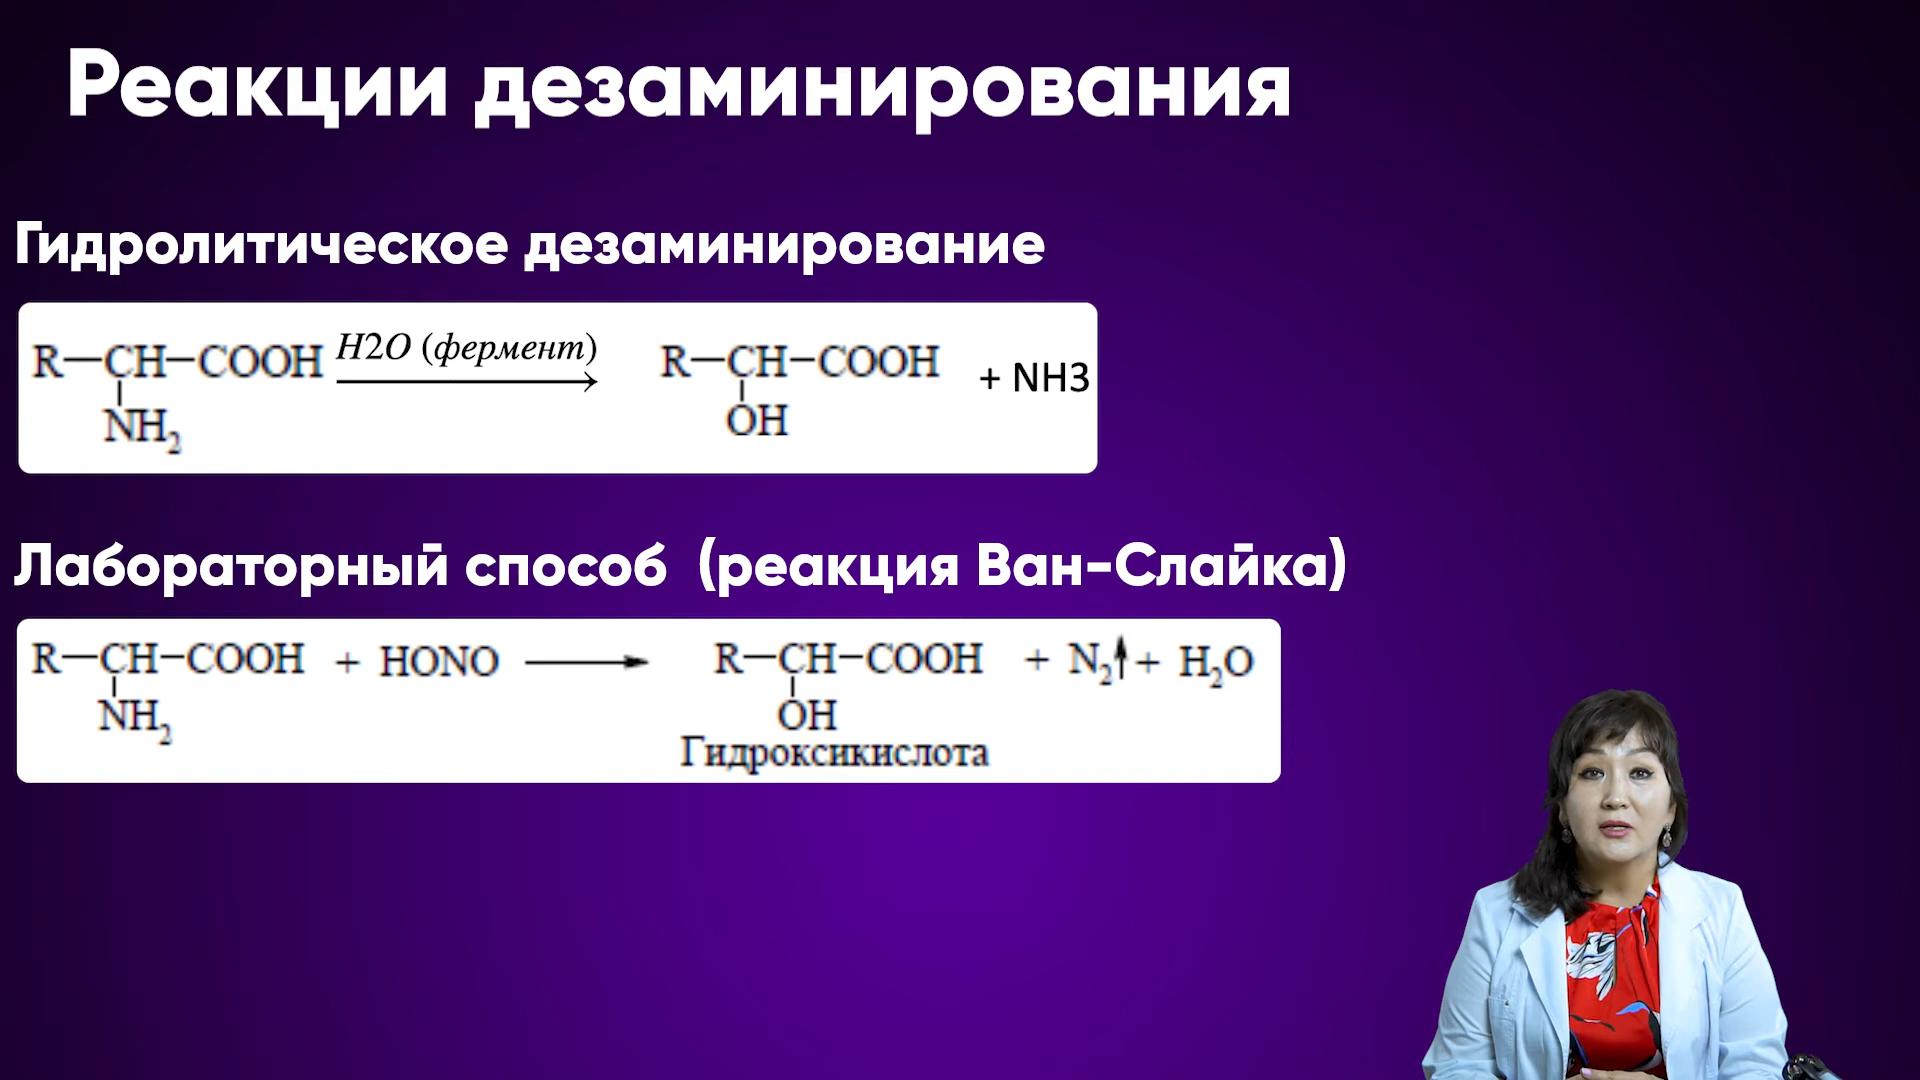 Реакции дезаминирования
Гидролитическое дезаминирование
R—CH—COOH H2O (фермент) R—CH—COOH + NH3
NH₂ OH
Лабораторный способ (реакция Ван-Слайка)
R—CH—COOH + HONO R—CH—COOH + N₂↑ + H₂O
NH₂ OH
Гидроксикислота